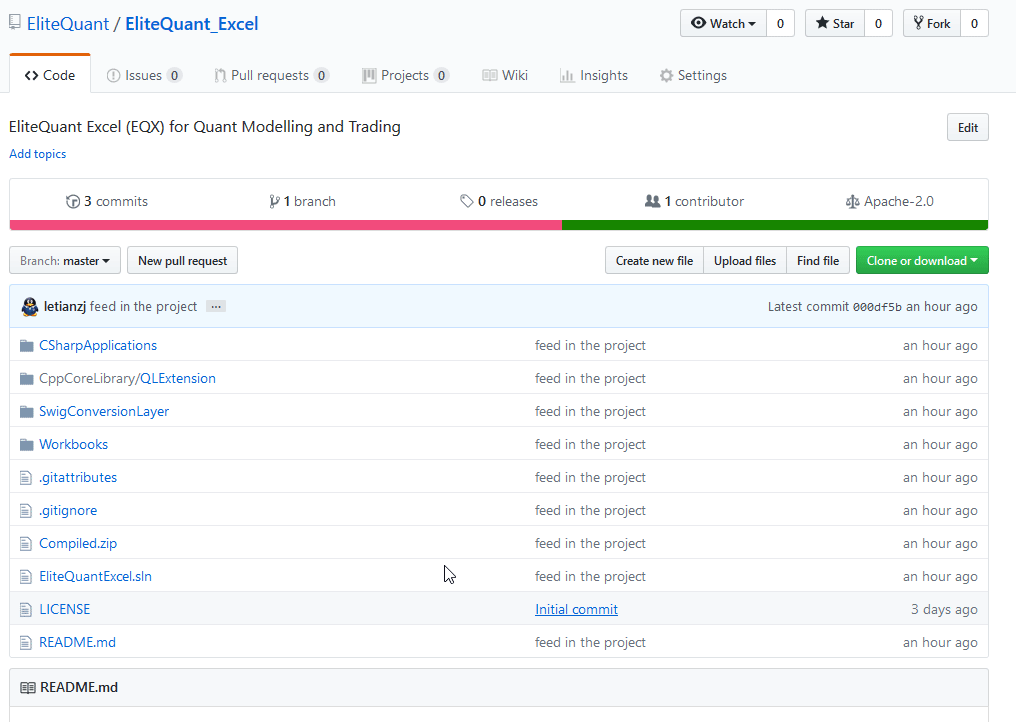 EliteQuant / EliteQuant_Excel
Watch 0 Star 0 Fork 0
Code Issues 0 Pull requests 0 Projects 0 Wiki Insights Settings
EliteQuant Excel (EQX) for Quant Modelling and Trading
Edit
Add topics
3 commits 1 branch 0 releases 1 contributor Apache-2.0
Branch: master New pull request Create new file Upload files Find file Clone or download
letianzj feed in the project ... Latest commit 000df5b an hour ago
CSharpApplications feed in the project an hour ago
CppCoreLibrary/QLExtension feed in the project an hour ago
SwigConversionLayer feed in the project an hour ago
Workbooks feed in the project an hour ago
.gitattributes feed in the project an hour ago
.gitignore feed in the project an hour ago
Compiled.zip feed in the project an hour ago
EliteQuantExcel.sln feed in the project an hour ago
LICENSE Initial commit 3 days ago
README.md feed in the project an hour ago
README.md